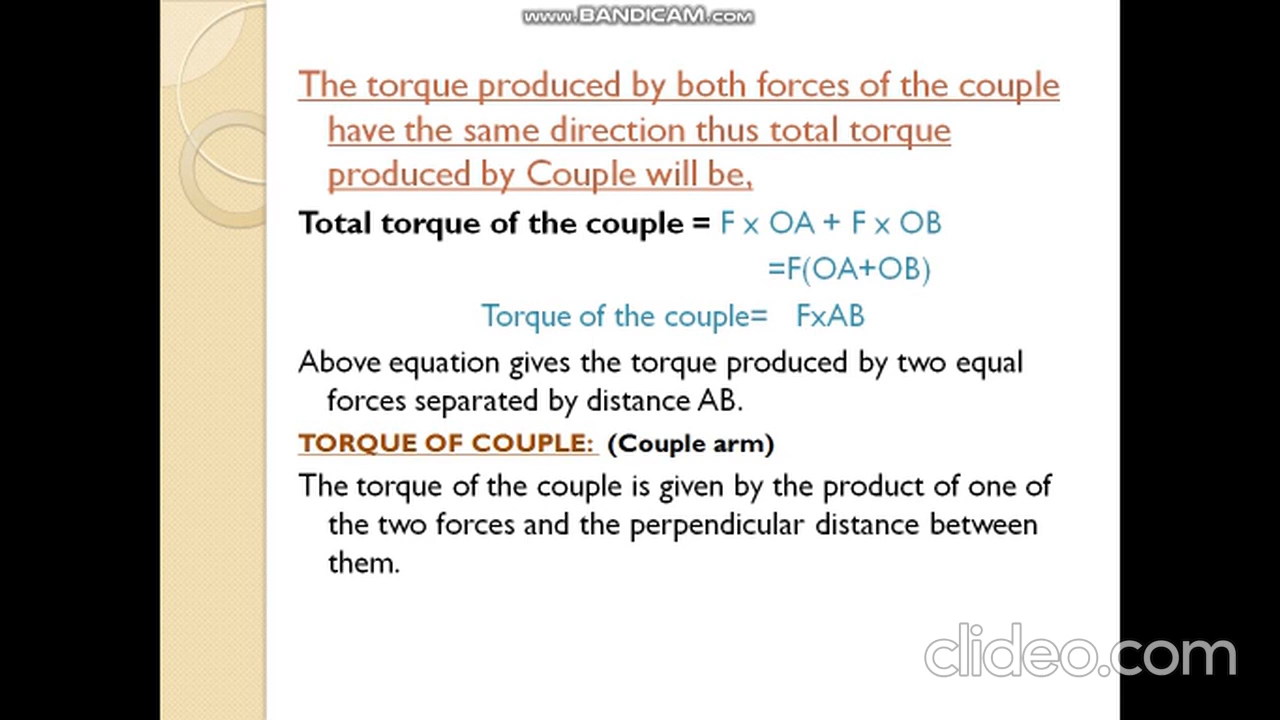 www.BANDICAM.com
The torque produced by both forces of the couple
have the same direction thus total torque
produced by Couple will be,
Total torque of the couple = F x OA + F x OB
=F(OA+OB)
Torque of the couple= FxAB
Above equation gives the torque produced by two equal
forces separated by distance AB.
TORQUE OF COUPLE: (Couple arm)
The torque of the couple is given by the product of one of
the two forces and the perpendicular distance between
them.
clideo.com